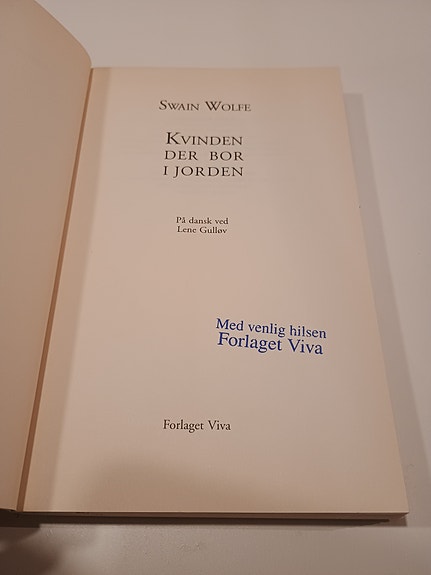 SWAIN WOLFE
KVINDEN
DER BOR
I JORDEN
På dansk ved
Lene Gulløv
Med venlig hilsen
Forlaget Viva
Forlaget Viva